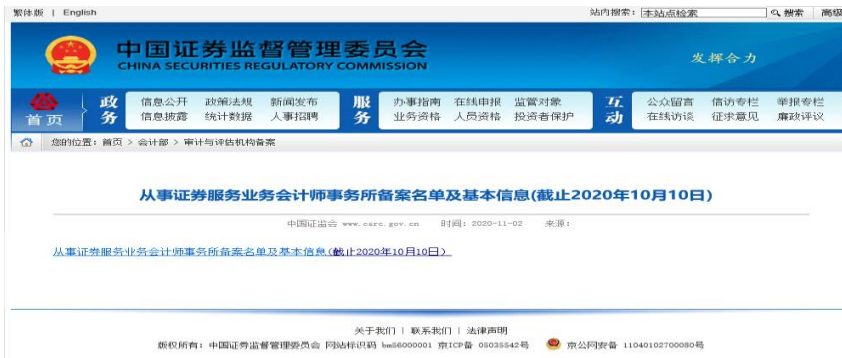 繁体版 | English 站内搜索: 本站点检索 搜索 高级
中国证券监督管理委员会
CHINA SECURITIES REGULATORY COMMISSION
发挥合力
首页 政务 信息公开 政策法规 新闻发布 服务 办事指南 在线申报 监管对象 互动 公众留言 信访专栏 举报专栏
信息披露 统计数据 人事招聘 业务资格 人员资格 投资者保护 在线访谈 征求意见 廉政评议
您的位置: 首页 > 会计部 > 审计与评估机构备案
从事证券服务业务会计师事务所备案名单及基本信息(截止2020年10月10日)
中国证监会 www.csrc.gov.cn 时间: 2020-11-02 来源:
从事证券服务业务会计师事务所备案名单及基本信息(截止2020年10月10日)
关于我们 | 联系我们 | 法律声明
版权所有: 中国证券监督管理委员会 网站标识码 bm56000001 京ICP备 05035542号 京公网安备 11040102700080号